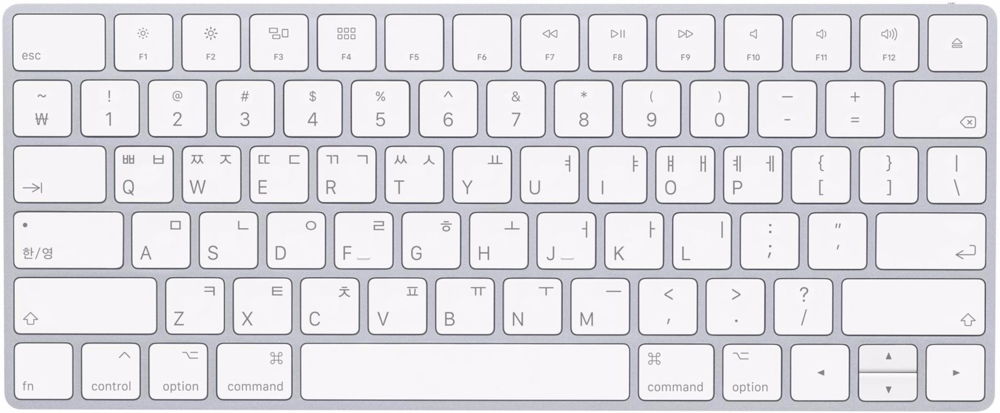 esc F1 F2 F3 F4 F5 F6 F7 F8 F9 F10 F11 F12
~ ! @ # $ % ^ & * ( ) — +
₩ 1 2 3 4 5 6 7 8 9 0 - =
ㅃ ㅂ ㅉ ㅈ ㄸ ㄷ ㄲ ㄱ ㅆ ㅅ ㅛ ㅕ ㅑ ㅒ ㅐ ㅖ ㅔ { } |
Q W E R T Y U I O P [ ] \
ㅁ ㄴ ㅇ ㄹ ㅎ ㅗ ㅓ ㅏ ㅣ : "
한/영 A S D F G H J K L ; '
ㅋ ㅌ ㅊ ㅍ ㅠ ㅜ ㅡ < > ?
Z X C V B N M , . /
fn control option command command option